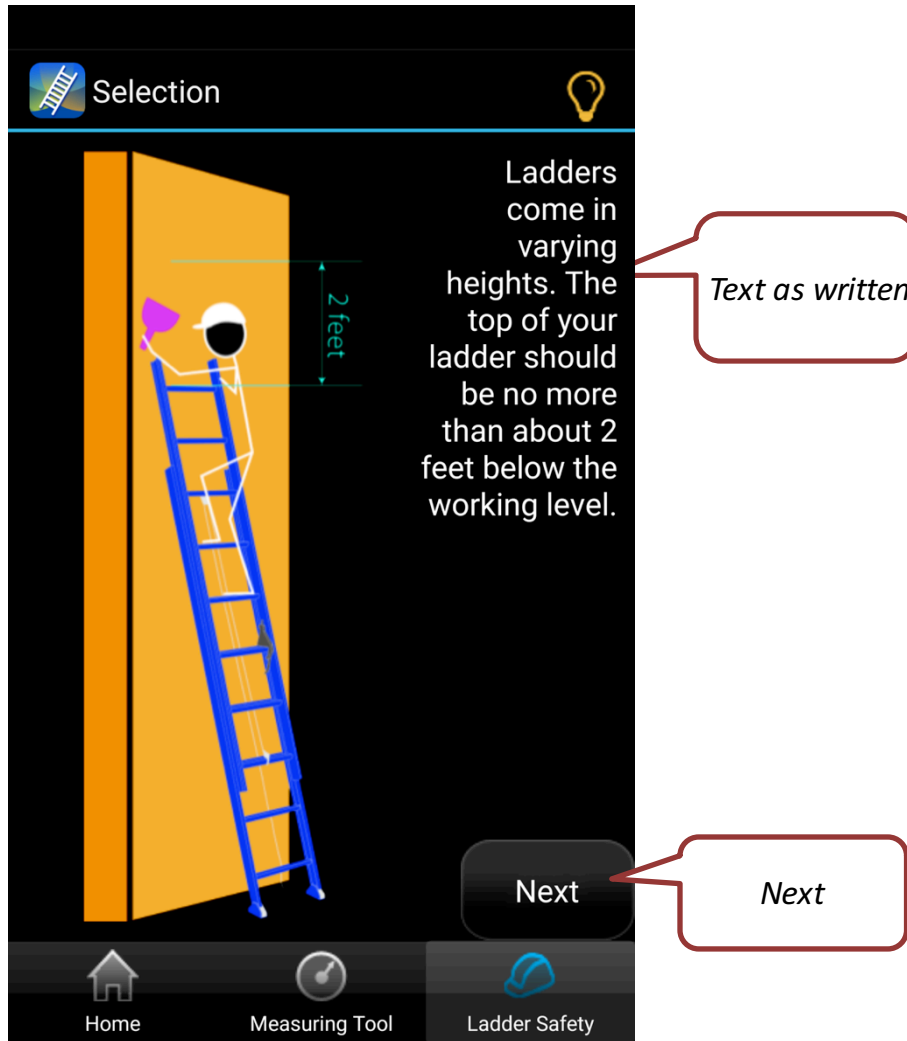 Selection
2 feet
Ladders
come in
varying
heights. The
top of your
ladder should
be no more
than about 2
feet below the
working level.
Text as written
Next
Next
Home
Measuring Tool
Ladder Safety